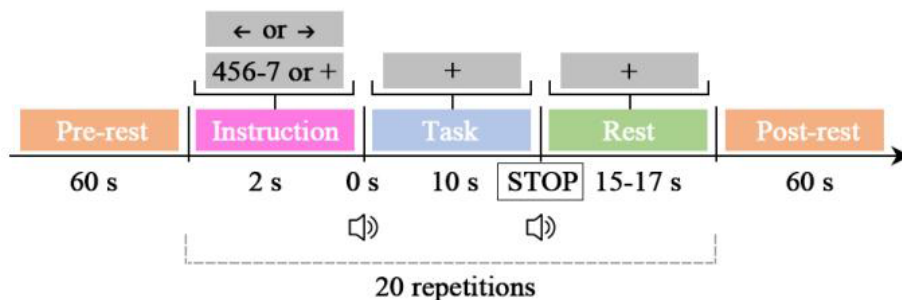 ← or →
456-7 or +
+
+
Pre-rest
Instruction
Task
Rest
Post-rest
60 s
2 s
0 s
10 s
STOP
15-17 s
60 s
20 repetitions